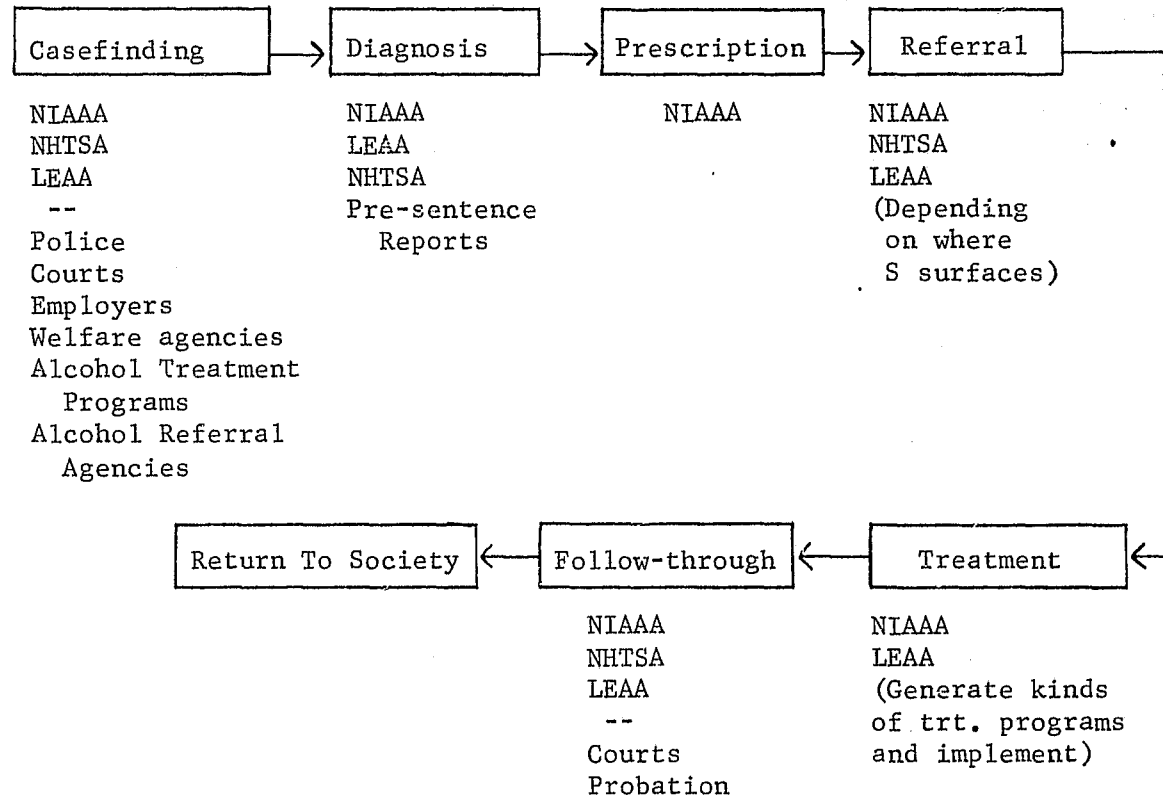 Casefinding
Diagnosis
Prescription
Referral
NIAAA
NHTSA
LEAA
--
Police
Courts
Employers
Welfare agencies
Alcohol Treatment
Programs
Alcohol Referral
Agencies
NIAAA
LEAA
NHTSA
Pre-sentence
Reports
NIAAA
NIAAA
NHTSA
LEAA
(Depending
on where
S surfaces)
Return To Society
Follow-through
Treatment
NIAAA
NHTSA
LEAA
--
Courts
Probation
NIAAA
LEAA
(Generate kinds
of trt. programs
and implement)